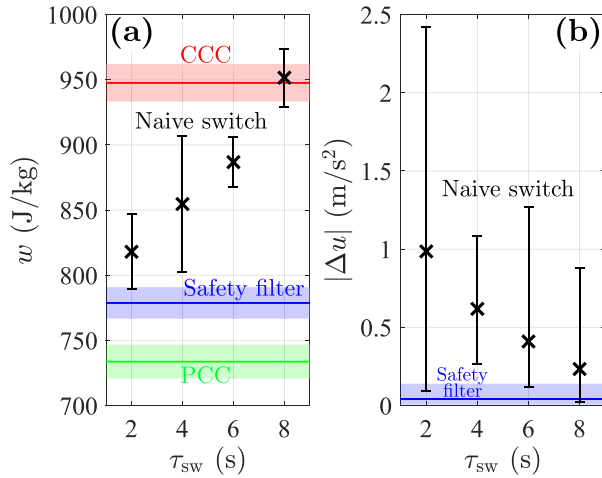 (a)
1000
950
900
850
800
750
700
w (J/kg)
CCC
Naive switch
Safety filter
PCC
2 4 6 8
τsw (s)
(b)
2.5
2
1.5
1
0.5
0
|Δu| (m/s²)
Naive switch
Safety
filter
2 4 6 8
τsw (s)